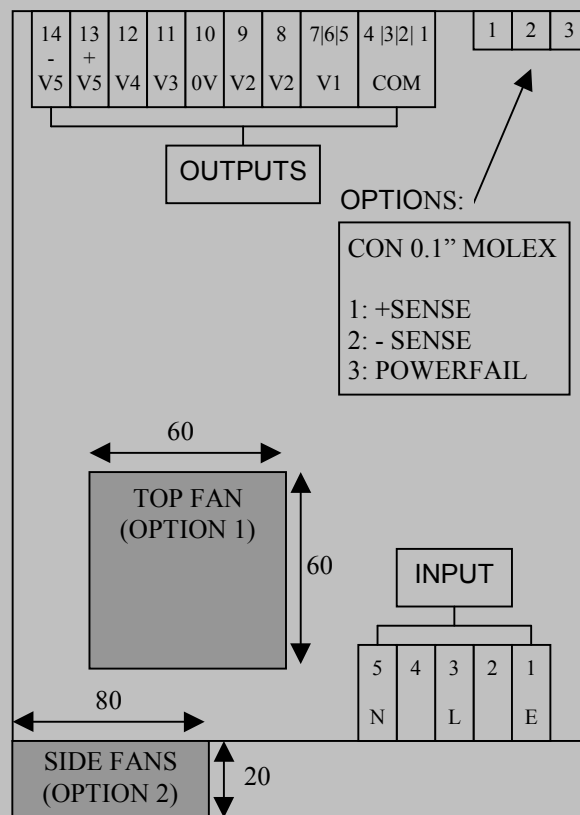 14 13 12 11 10 9 8 7|6|5 4 |3|2| 1
- +
V5 V5 V4 V3 0V V2 V2 V1 COM
1 2 3
OUTPUTS
OPTIONS:
CON 0.1” MOLEX
1: +SENSE
2: - SENSE
3: POWERFAIL
60
TOP FAN
(OPTION 1)
60
INPUT
5 4 3 2 1
N L E
80
SIDE FANS
(OPTION 2)
20